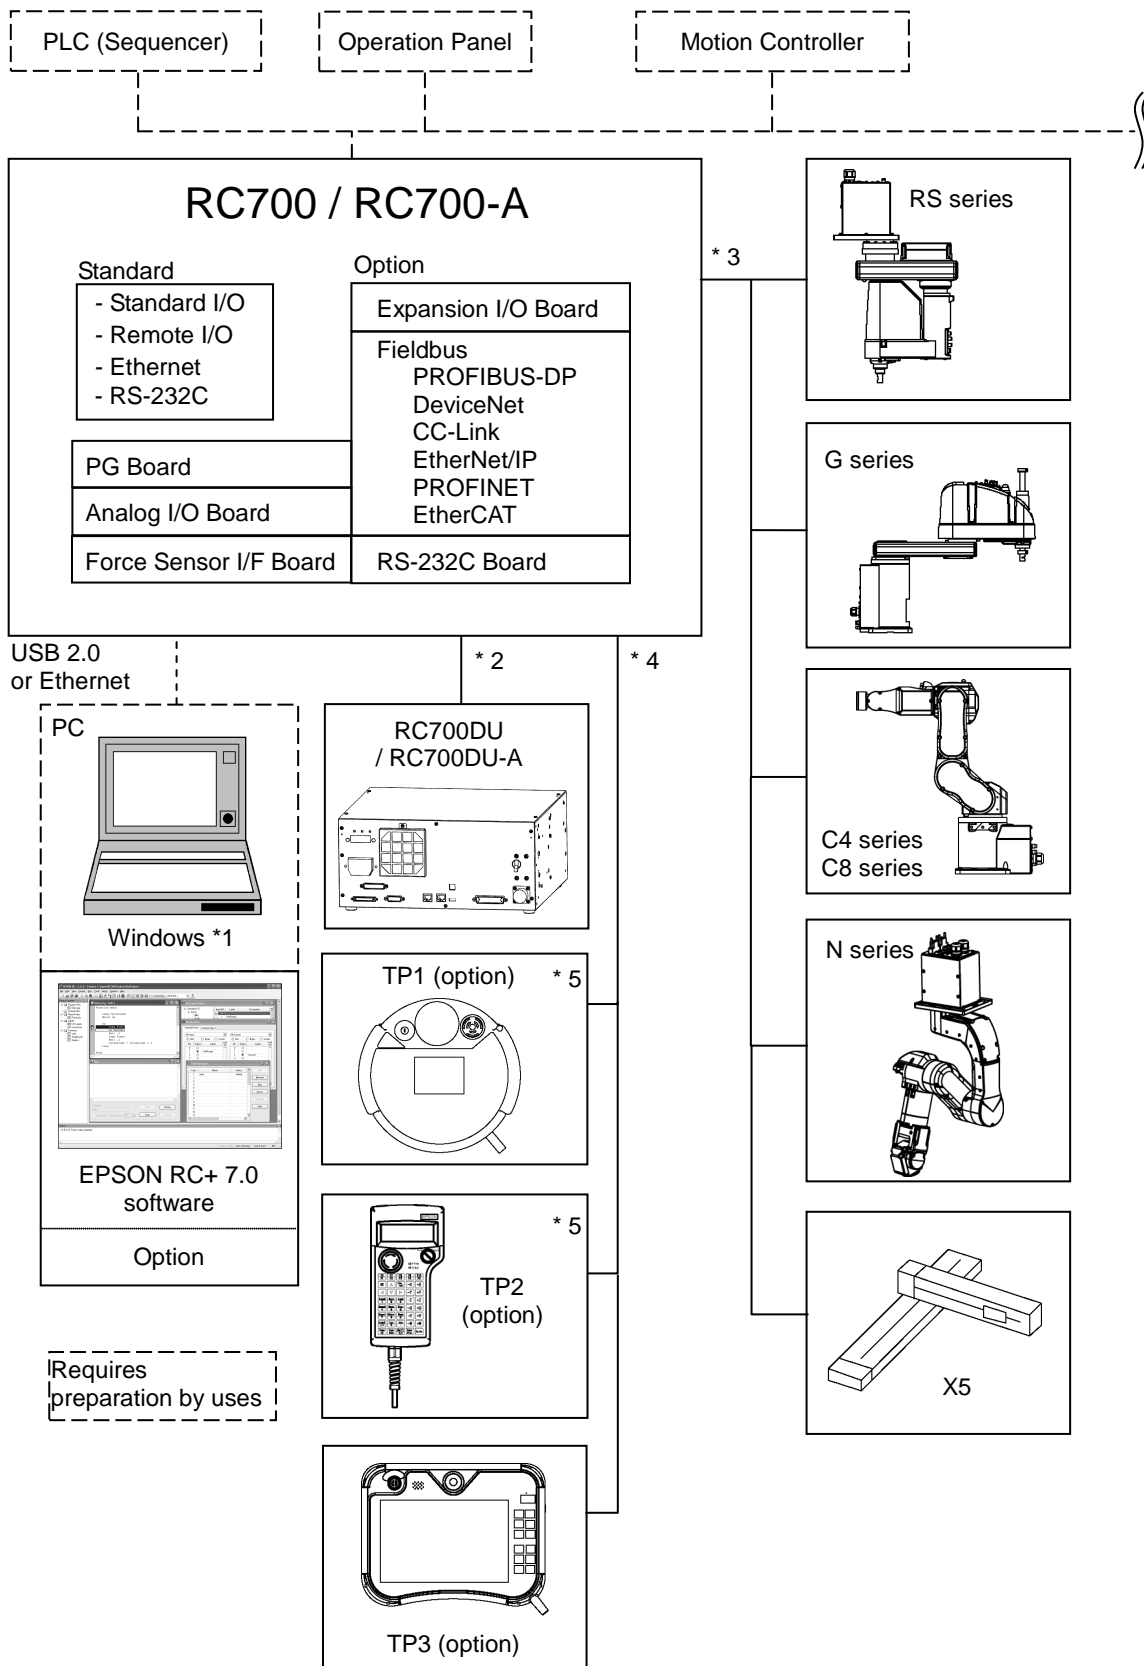 PLC (Sequencer)
Operation Panel
Motion Controller
RC700 / RC700-A
Standard
- Standard I/O
- Remote I/O
- Ethernet
- RS-232C
Option
Expansion I/O Board
Fieldbus
PROFIBUS-DP
DeviceNet
CC-Link
EtherNet/IP
PROFINET
EtherCAT
PG Board
Analog I/O Board
Force Sensor I/F Board
RS-232C Board
* 3
RS series
G series
C4 series
C8 series
N series
X5
USB 2.0
or Ethernet
* 2
* 4
PC
Windows *1
EPSON RC+ 7.0
software
Option
RC700DU
/ RC700DU-A
TP1 (option)
* 5
* 5
TP2
(option)
TP3 (option)
Requires
preparation by uses